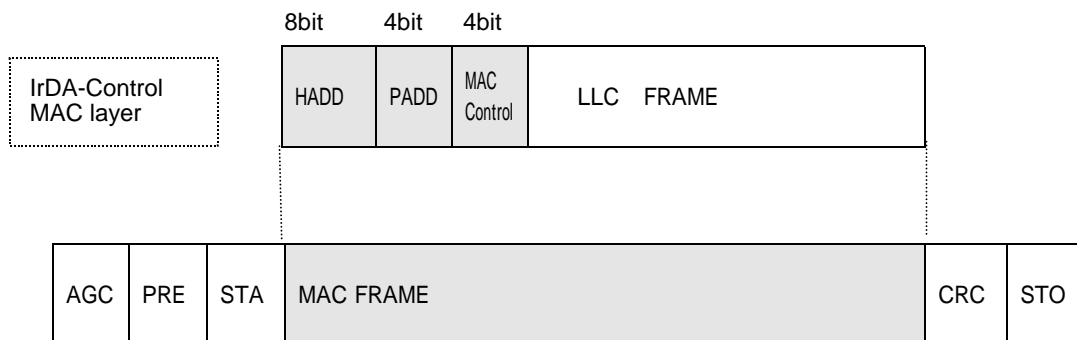 8bit 4bit 4bit
IrDA-Control
MAC layer
HADD PADD MAC
Control LLC FRAME
AGC PRE STA MAC FRAME CRC STO